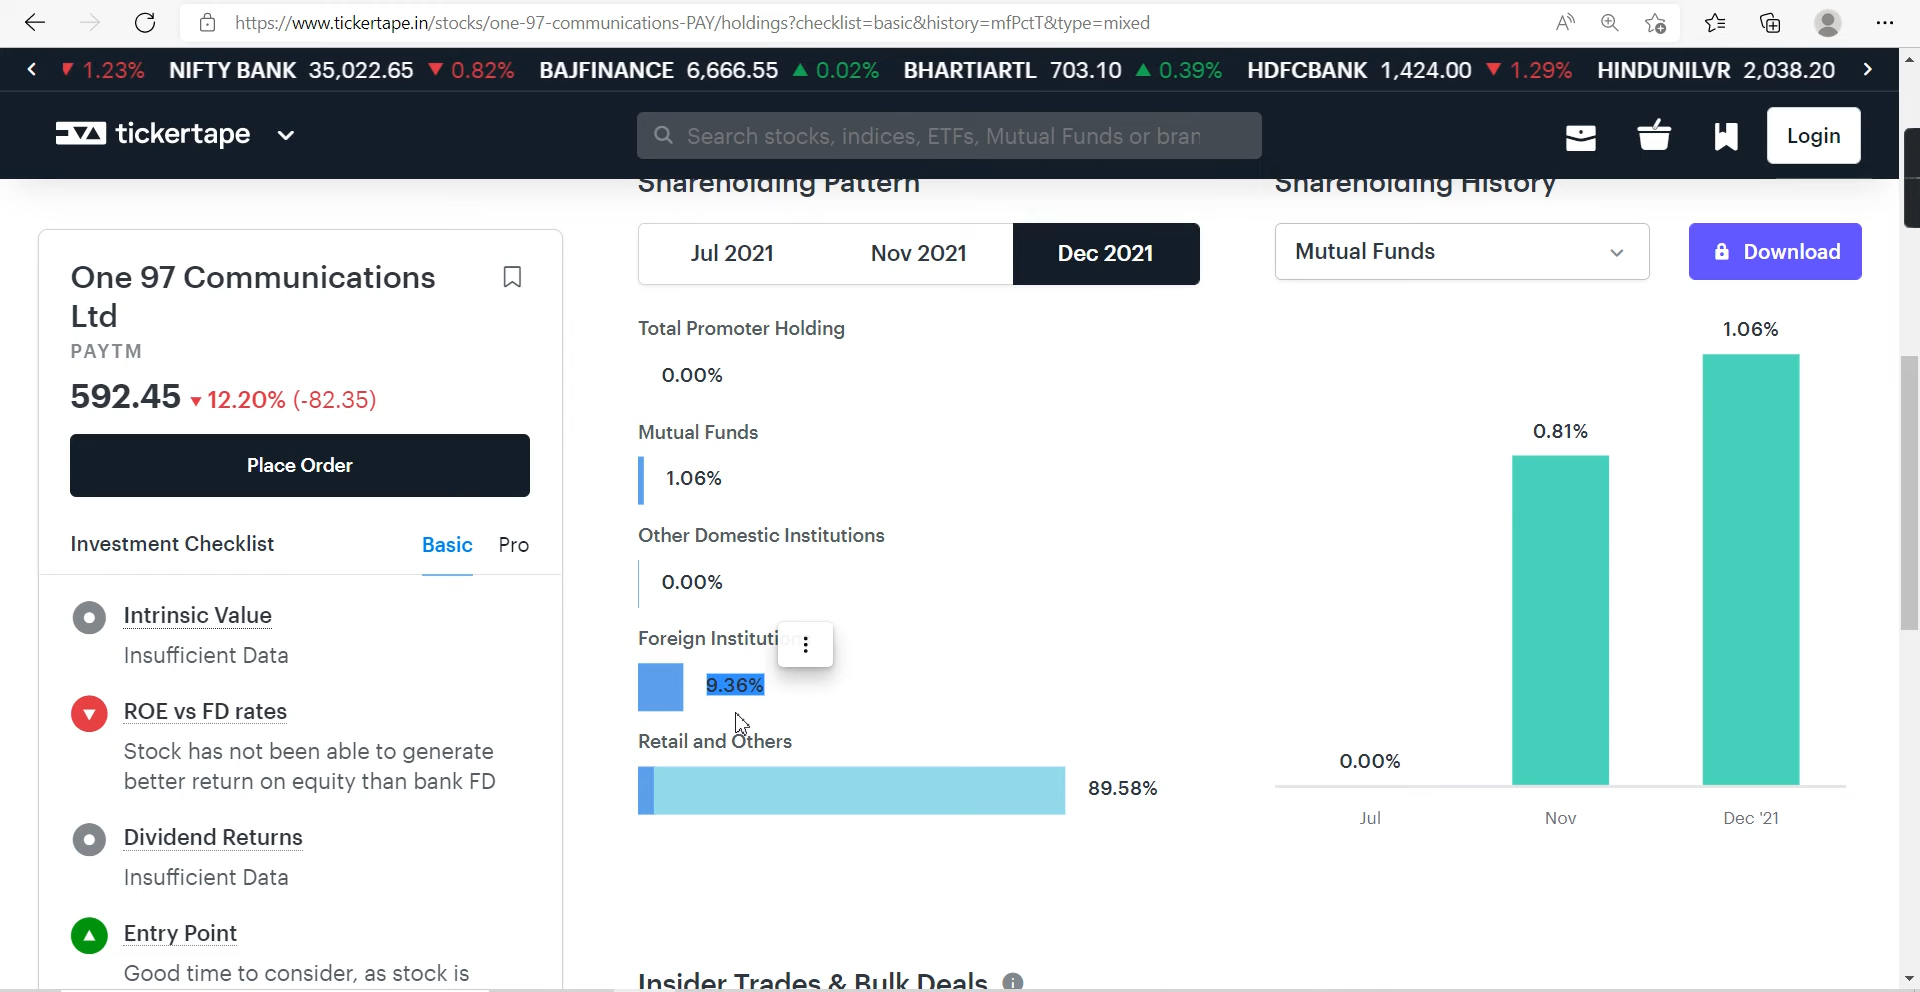 https://www.tickertape.in/stocks/one-97-communications-PAY/holdings?checklist=basic&history=mfPctT&type=mixed
▼ 1.23% NIFTY BANK 35,022.65 ▼ 0.82% BAJFINANCE 6,666.55 ▲ 0.02% BHARTIARTL 703.10 ▲ 0.39% HDFCBANK 1,424.00 ▼ 1.29% HINDUNILVR 2,038.20
tickertape
Search stocks, indices, ETFs, Mutual Funds or bran
Login
Shareholding Pattern
Shareholding History
One 97 Communications
Ltd
PAYTM
592.45 ▼ 12.20% (-82.35)
Place Order
Investment Checklist
Basic Pro
Intrinsic Value
Insufficient Data
ROE vs FD rates
Stock has not been able to generate
better return on equity than bank FD
Dividend Returns
Insufficient Data
Entry Point
Good time to consider, as stock is
Jul 2021 Nov 2021 Dec 2021
Total Promoter Holding
0.00%
Mutual Funds
1.06%
Other Domestic Institutions
0.00%
Foreign Instituti
9.36%
Retail and Others
89.58%
Mutual Funds
Download
1.06%
0.81%
0.00%
Jul Nov Dec '21
Insider Trades & Bulk Deals